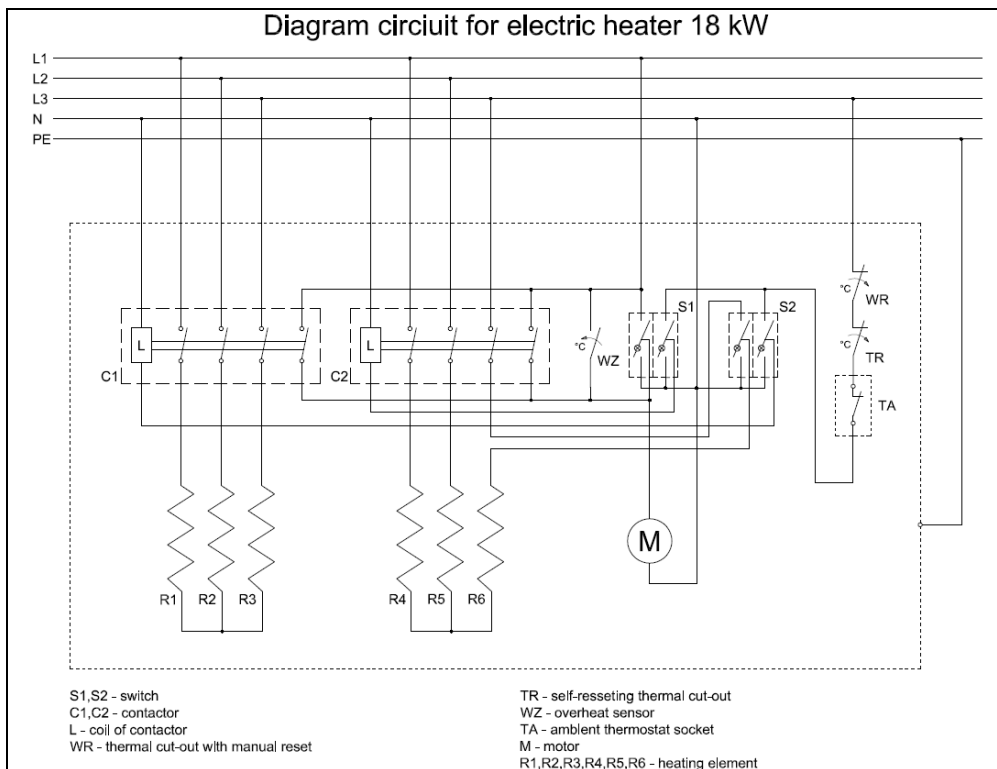 Diagram circiuit for electric heater 18 kW
L1
L2
L3
N
PE
°C
WR
S1
S2
°C
WZ
°C
TR
L
C1
L
C2
TA
M
R1
R2
R3
R4
R5
R6
S1,S2 - switch
C1,C2 - contactor
L - coil of contactor
WR - thermal cut-out with manual reset
TR - self-resseting thermal cut-out
WZ - overheat sensor
TA - ambient thermostat socket
M - motor
R1,R2,R3,R4,R5,R6 - heating element